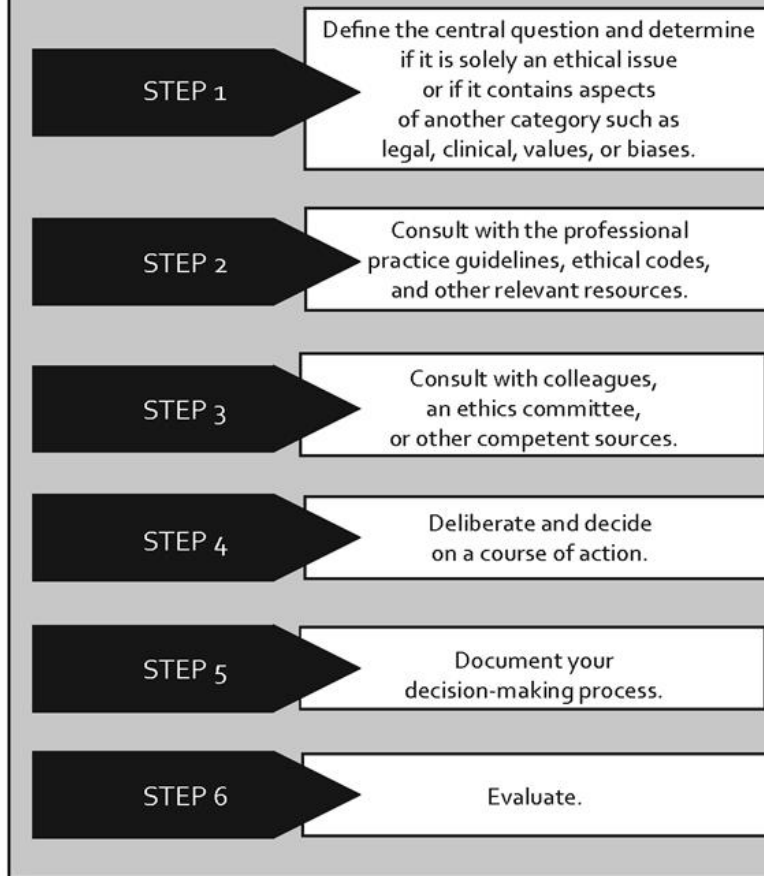 Define the central question and determine
if it is solely an ethical issue
or if it contains aspects
of another category such as
legal, clinical, values, or biases.
STEP 1
Consult with the professional
practice guidelines, ethical codes,
and other relevant resources.
STEP 2
Consult with colleagues,
an ethics committee,
or other competent sources.
STEP 3
Deliberate and decide
on a course of action.
STEP 4
Document your
decision-making process.
STEP 5
Evaluate.
STEP 6